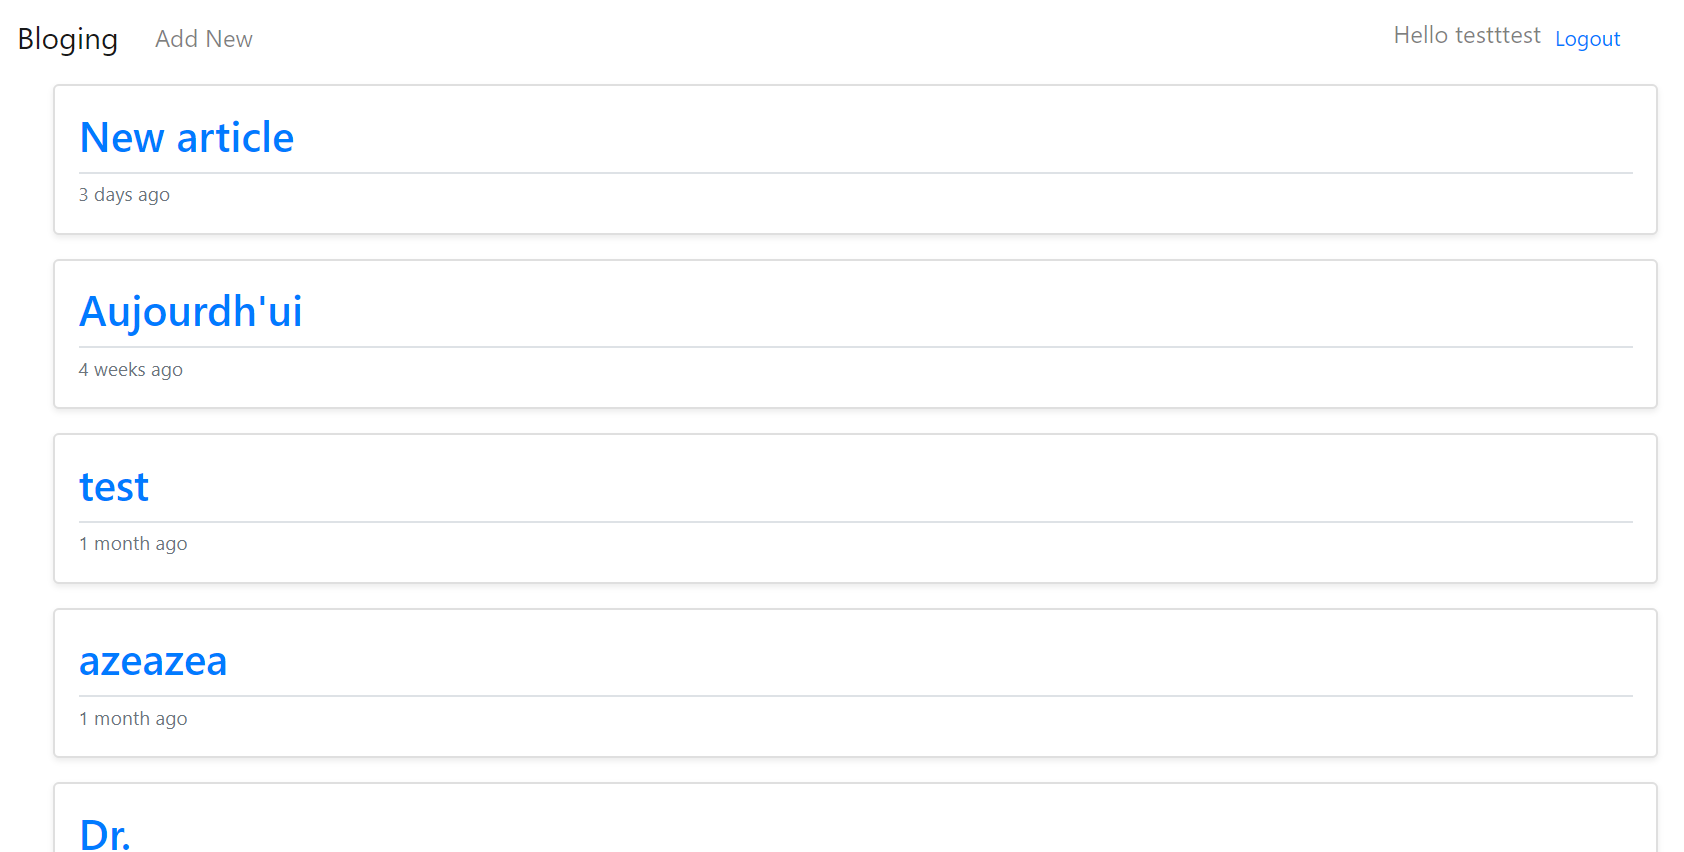 Bloging Add New Hello testttest Logout
New article
3 days ago
Aujourdh'ui
4 weeks ago
test
1 month ago
azeazea
1 month ago
Dr.